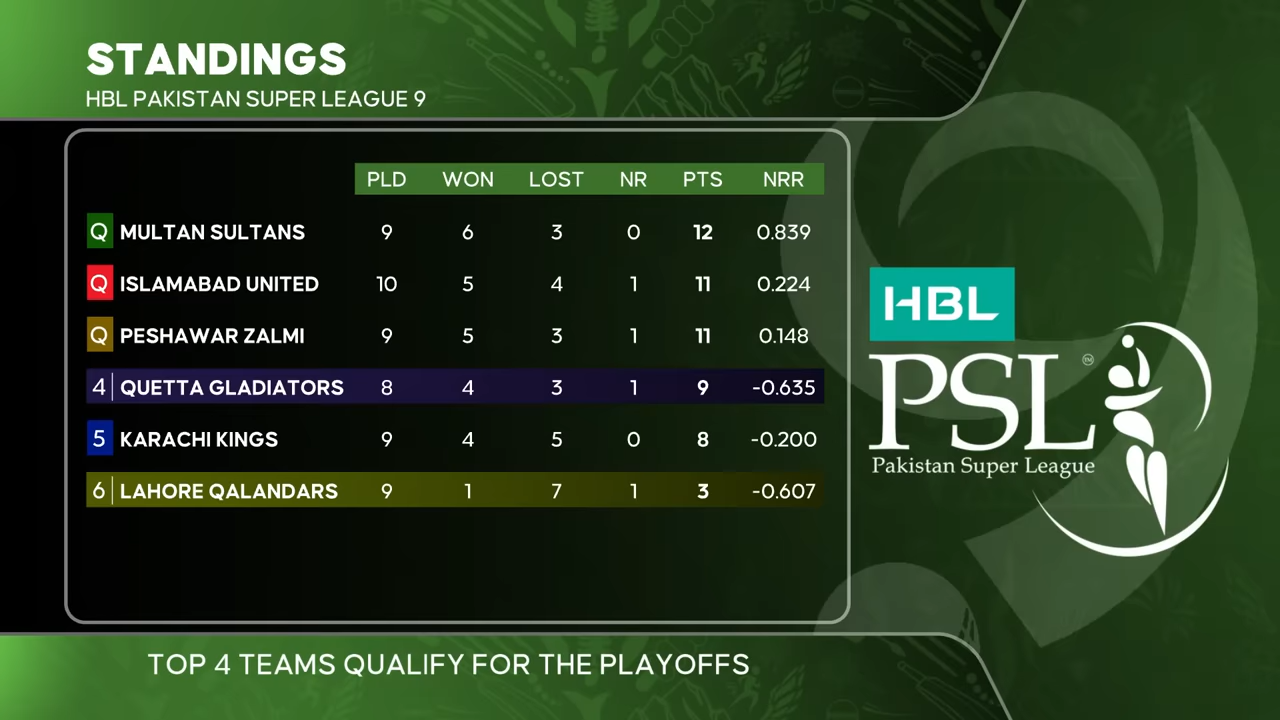 STANDINGS
HBL PAKISTAN SUPER LEAGUE 9
PLD WON LOST NR PTS NRR
Q MULTAN SULTANS 9 6 3 0 12 0.839
Q ISLAMABAD UNITED 10 5 4 1 11 0.224
Q PESHAWAR ZALMI 9 5 3 1 11 0.148
4 QUETTA GLADIATORS 8 4 3 1 9 -0.635
5 KARACHI KINGS 9 4 5 0 8 -0.200
6 LAHORE QALANDARS 9 1 7 1 3 -0.607
HBL
PSL™
Pakistan Super League
TOP 4 TEAMS QUALIFY FOR THE PLAYOFFS